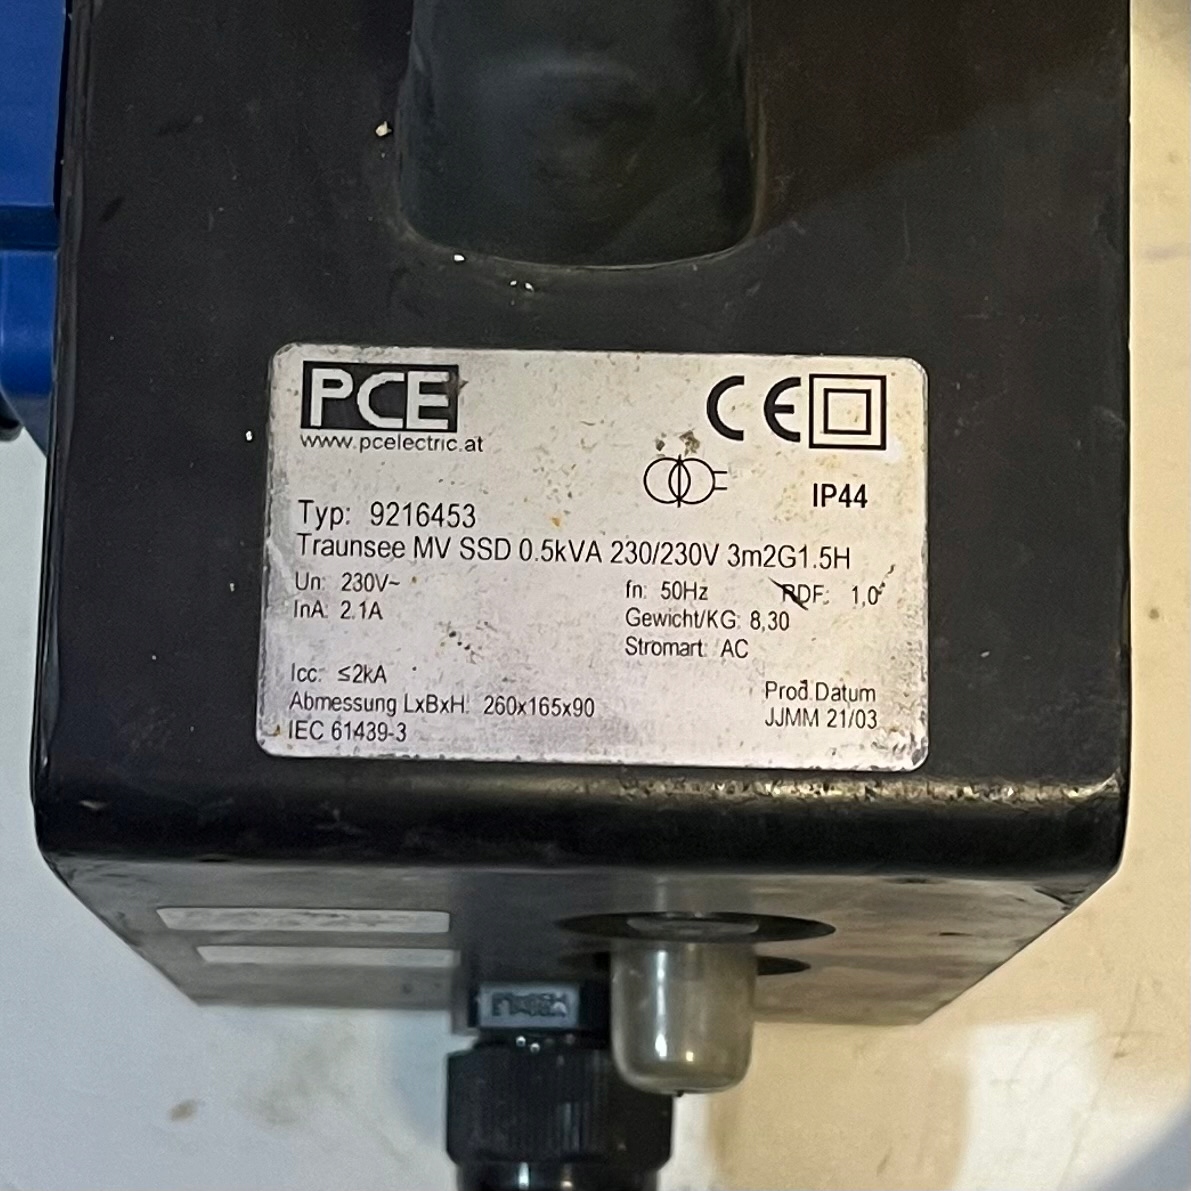 PCE
www.pcelectric.at
CE
IP44
Typ: 9216453
Traunsee MV SSD 0.5kVA 230/230V 3m2G1.5H
Un: 230V~
fn: 50Hz
RDF: 1,0
InA: 2.1A
Gewicht/KG: 8,30
Stromart: AC
Icc: ≤2kA
Abmessung LxBxH: 260x165x90
Prod.Datum
IEC 61439-3
JJMM 21/03